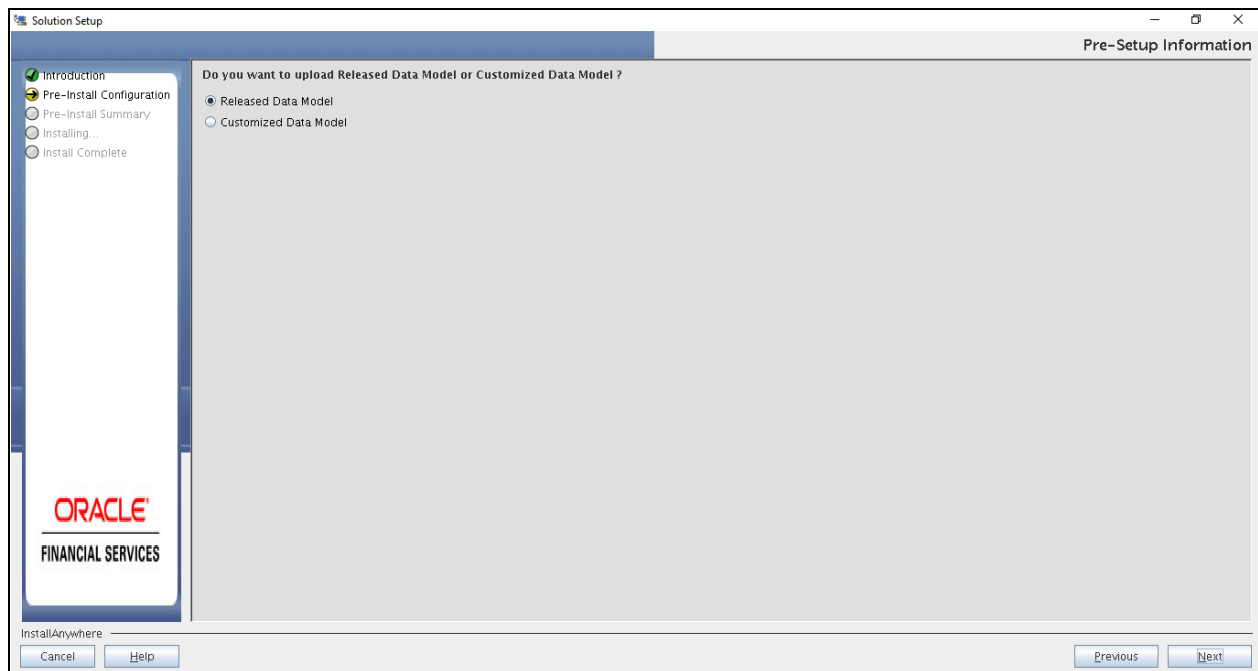 Solution Setup
Pre-Setup Information
Introduction
Pre-Install Configuration
Pre-Install Summary
Installing...
Install Complete
Do you want to upload Released Data Model or Customized Data Model ?
Released Data Model
Customized Data Model
ORACLE®
FINANCIAL SERVICES
InstallAnywhere
Cancel Help Previous Next